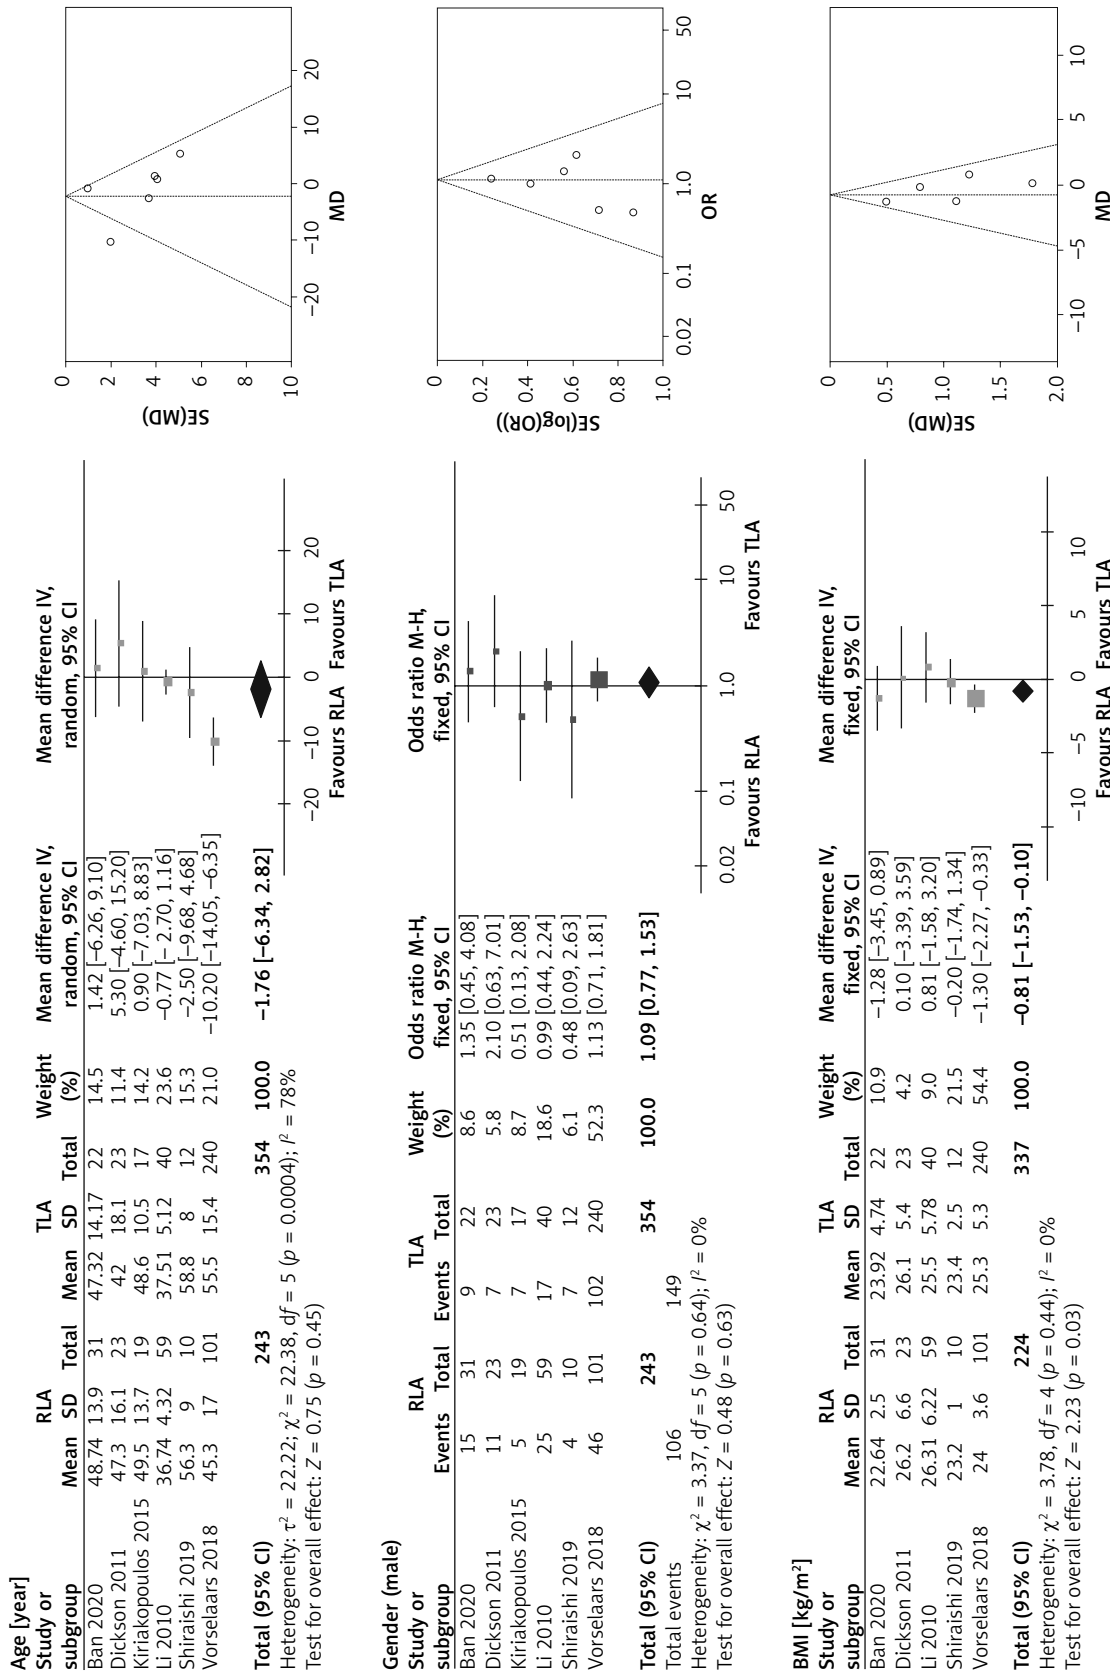 Age [year]
Study or RLA TLA Weight Mean difference IV, Mean difference IV,
subgroup Mean SD Total Mean SD Total (%) random, 95% CI random, 95% CI
Ban 2020 48.74 13.9 31 47.32 14.17 22 14.5 1.42 [−6.26, 9.10]
Dickson 2011 47.3 16.1 23 42 18.1 23 11.4 5.30 [−4.60, 15.20]
Kiriakopoulos 2015 49.5 13.7 19 48.6 10.5 17 14.2 0.90 [−7.03, 8.83]
Li 2010 36.74 4.32 59 37.51 5.12 40 23.6 −0.77 [− 2.70, 1.16]
Shiraishi 2019 56.3 9 10 58.8 8 12 15.3 −2.50 [−9.68, 4.68]
Vorselaars 2018 45.3 17 101 55.5 15.4 240 21.0 −10.20 [−14.05, −6.35]
Total (95% CI) 243 354 100.0 −1.76 [−6.34, 2.82]
Heterogeneity: τ² = 22.22; χ² = 22.38, df = 5 (p = 0.0004); I² = 78%
Test for overall effect: Z = 0.75 (p = 0.45)
−20 −10 0 10 20
Favours RLA Favours TLA
SE(MD)
0
2
4
6
8
10
−20 −10 0 10 20
MD
Gender (male)
Study or RLA TLA Weight Odds ratio M-H, Odds ratio M-H,
subgroup Events Total Events Total (%) fixed, 95% CI fixed, 95% CI
Ban 2020 15 31 9 22 8.6 1.35 [0.45, 4.08]
Dickson 2011 11 23 7 23 5.8 2.10 [0.63, 7.01]
Kiriakopoulos 2015 5 19 7 17 8.7 0.51 [0.13, 2.08]
Li 2010 25 59 17 40 18.6 0.99 [0.44, 2.24]
Shiraishi 2019 4 10 7 12 6.1 0.48 [0.09, 2.63]
Vorselaars 2018 46 101 102 240 52.3 1.13 [0.71, 1.81]
Total (95% CI) 243 354 100.0 1.09 [0.77, 1.53]
Total events 106 149
Heterogeneity: χ² = 3.37, df = 5 (p = 0.64); I² = 0%
Test for overall effect: Z = 0.48 (p = 0.63)
0.02 0.1 1.0 10 50
Favours RLA Favours TLA
SE(log(OR))
0
0.2
0.4
0.6
0.8
1.0
0.02 0.1 1.0 10 50
OR
BMI [kg/m²]
Study or RLA TLA Weight Mean difference IV, Mean difference IV,
subgroup Mean SD Total Mean SD Total (%) fixed, 95% CI fixed, 95% CI
Ban 2020 22.64 2.5 31 23.92 4.74 22 10.9 −1.28 [−3.45, 0.89]
Dickson 2011 26.2 6.6 23 26.1 5.4 23 4.2 0.10 [−3.39, 3.59]
Li 2010 26.31 6.22 59 25.5 5.78 40 9.0 0.81 [−1.58, 3.20]
Shiraishi 2019 23.2 1 10 23.4 2.5 12 21.5 −0.20 [−1.74, 1.34]
Vorselaars 2018 24 3.6 101 25.3 5.3 240 54.4 −1.30 [−2.27, −0.33]
Total (95% CI) 224 337 100.0 −0.81 [−1.53, −0.10]
Heterogeneity: χ² = 3.78, df = 4 (p = 0.44); I² = 0%
Test for overall effect: Z = 2.23 (p = 0.03)
−10 −5 0 5 10
Favours RLA Favours TLA
SE(MD)
0
0.5
1.0
1.5
2.0
−10 −5 0 5 10
MD